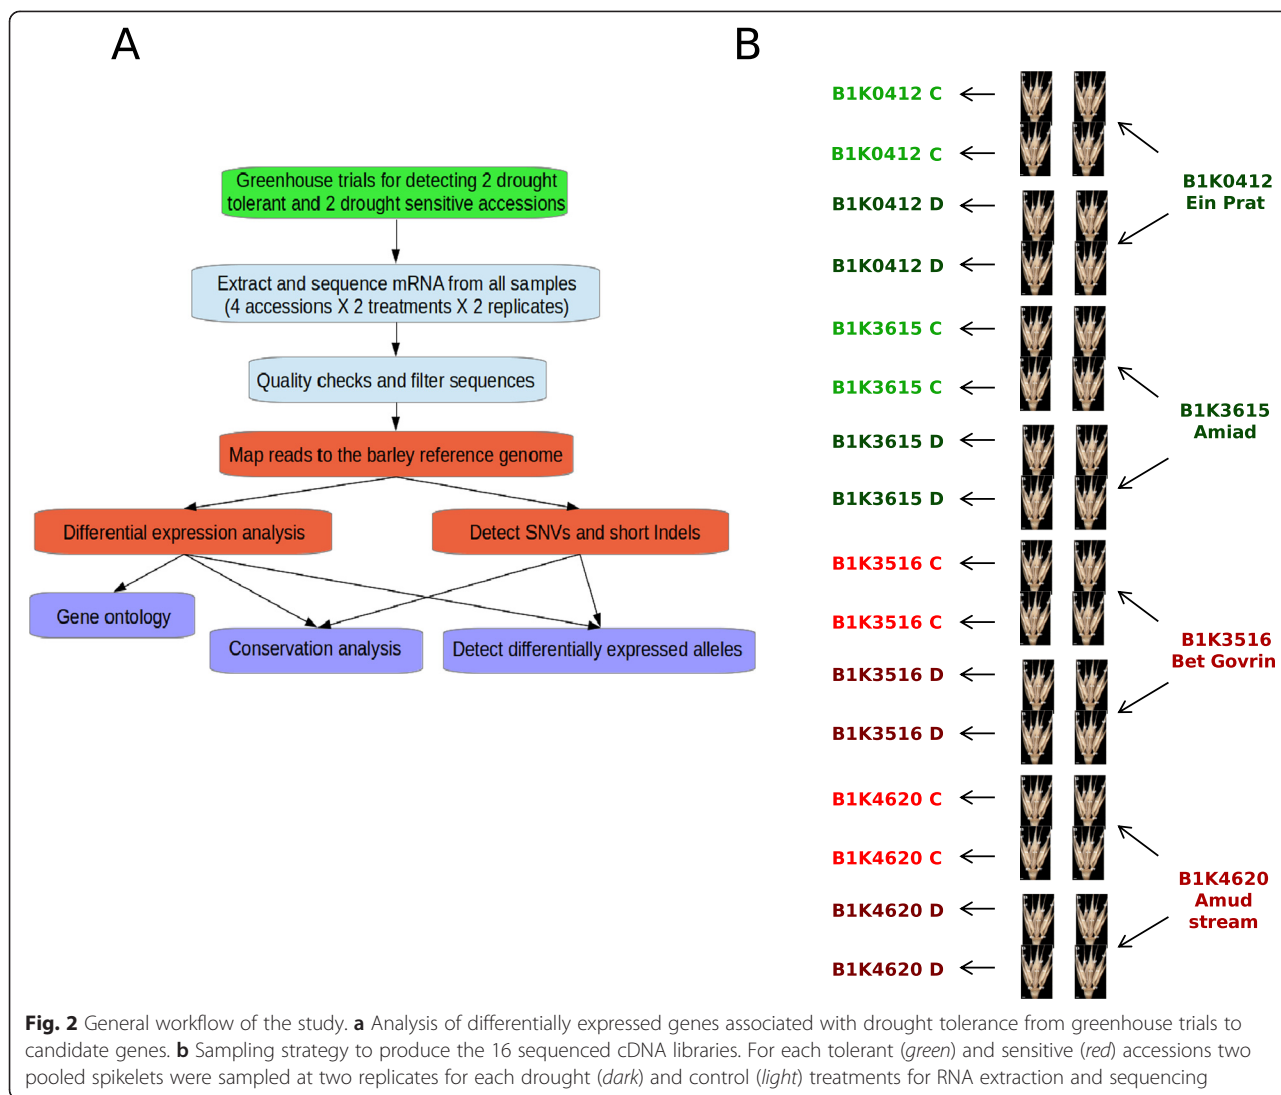 A
Greenhouse trials for detecting 2 drought
tolerant and 2 drought sensitive accessions
Extract and sequence mRNA from all samples
(4 accessions X 2 treatments X 2 replicates)
Quality checks and filter sequences
Map reads to the barley reference genome
Differential expression analysis
Detect SNVs and short Indels
Gene ontology
Conservation analysis
Detect differentially expressed alleles
B
B1K0412 C
B1K0412 C
B1K0412 D
B1K0412 D
B1K0412
Ein Prat
B1K3615 C
B1K3615 C
B1K3615 D
B1K3615 D
B1K3615
Amiad
B1K3516 C
B1K3516 C
B1K3516 D
B1K3516 D
B1K3516
Bet Govrin
B1K4620 C
B1K4620 C
B1K4620 D
B1K4620 D
B1K4620
Amud
stream
Fig. 2 General workflow of the study. a Analysis of differentially expressed genes associated with drought tolerance from greenhouse trials to
candidate genes. b Sampling strategy to produce the 16 sequenced cDNA libraries. For each tolerant (green) and sensitive (red) accessions two
pooled spikelets were sampled at two replicates for each drought (dark) and control (light) treatments for RNA extraction and sequencing